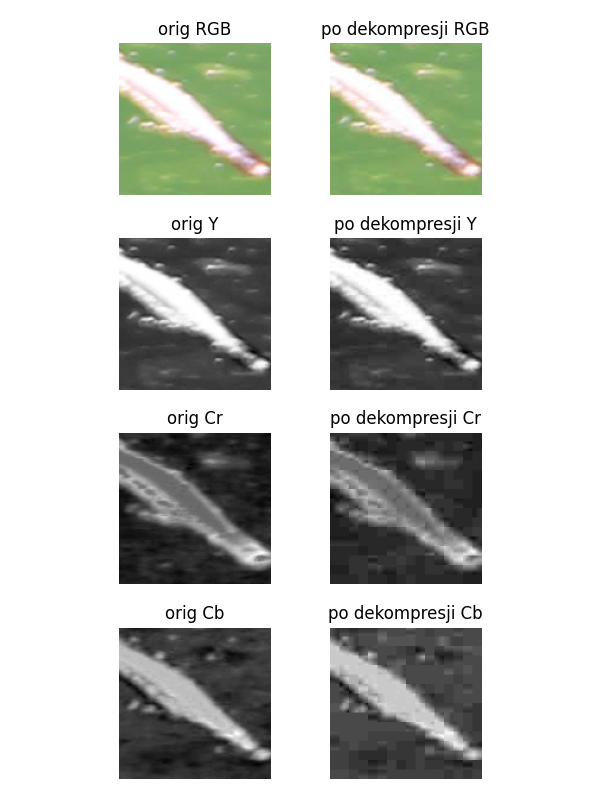 orig RGB
po dekompresji RGB
orig Y
po dekompresji Y
orig Cr
po dekompresji Cr
orig Cb
po dekompresji Cb